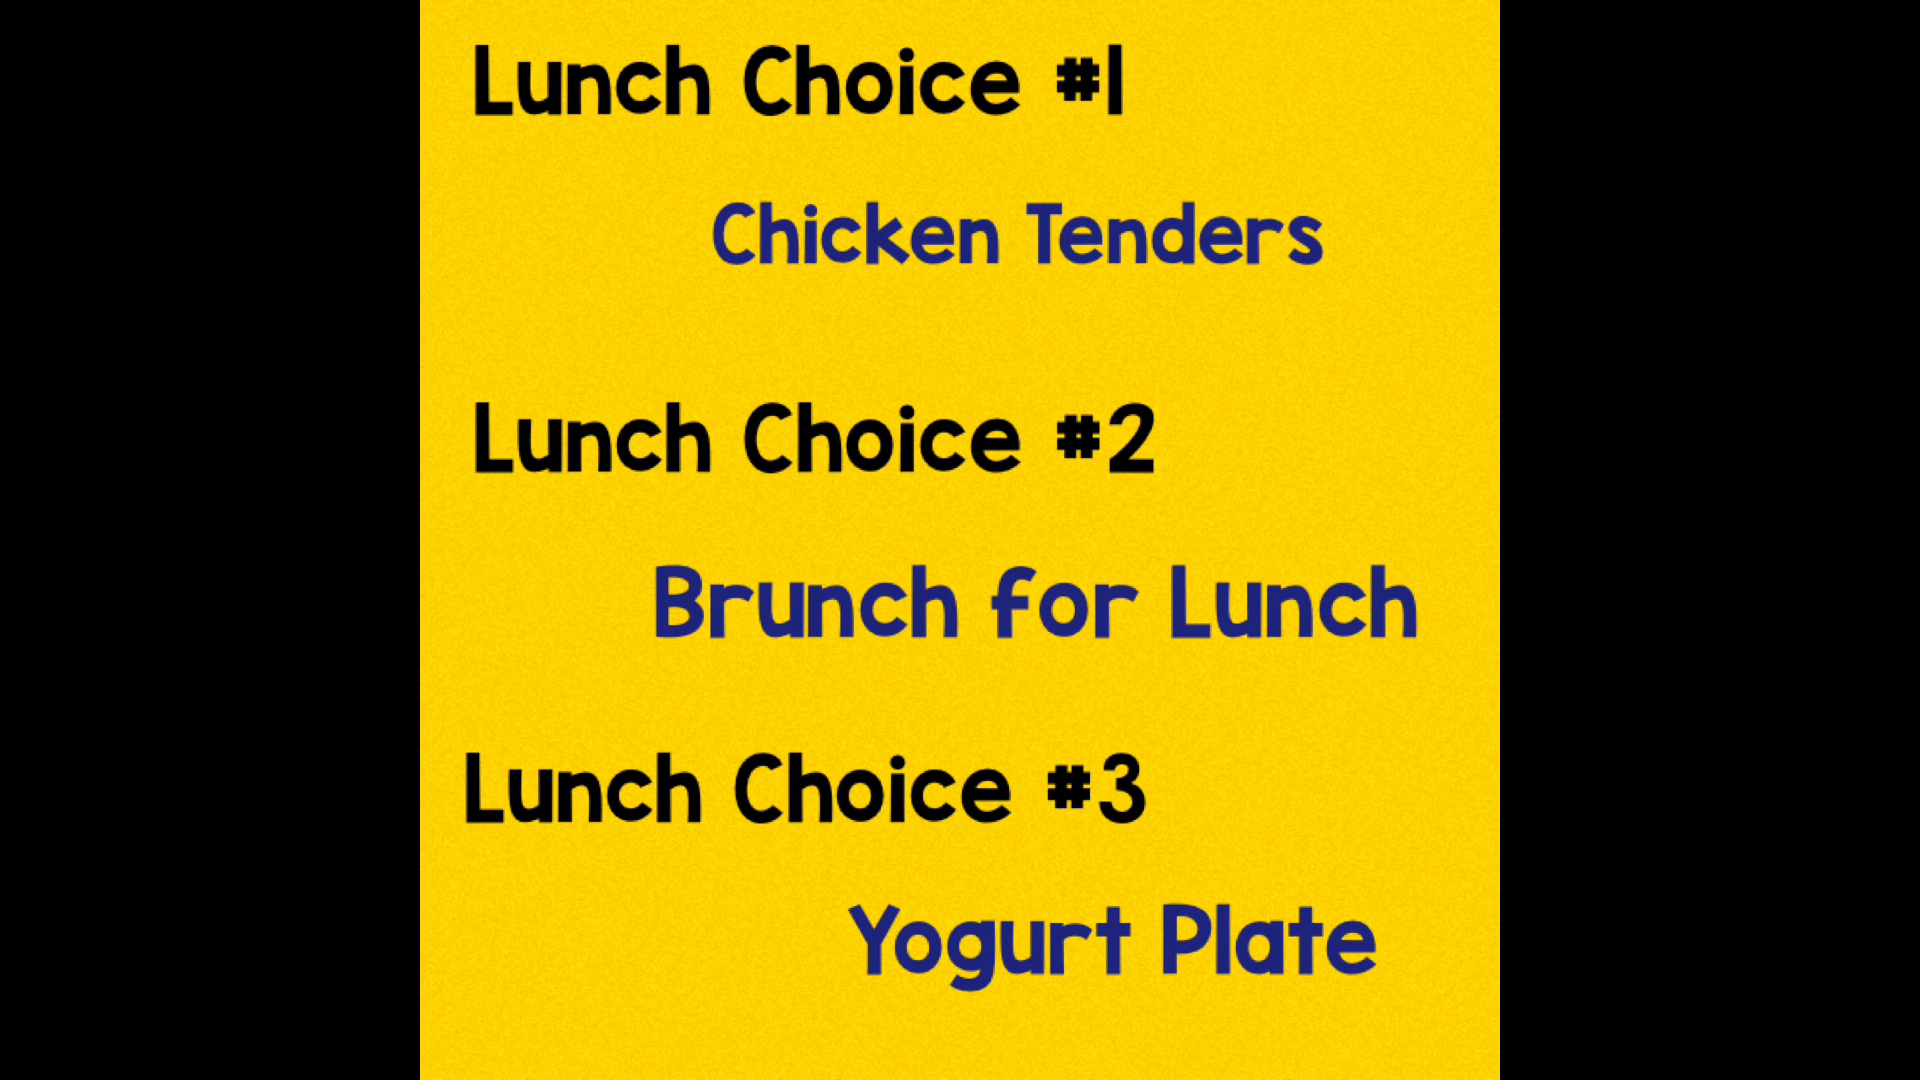 Lunch Choice #1
Chicken Tenders
Lunch Choice #2
Brunch for Lunch
Lunch Choice #3
Yogurt Plate